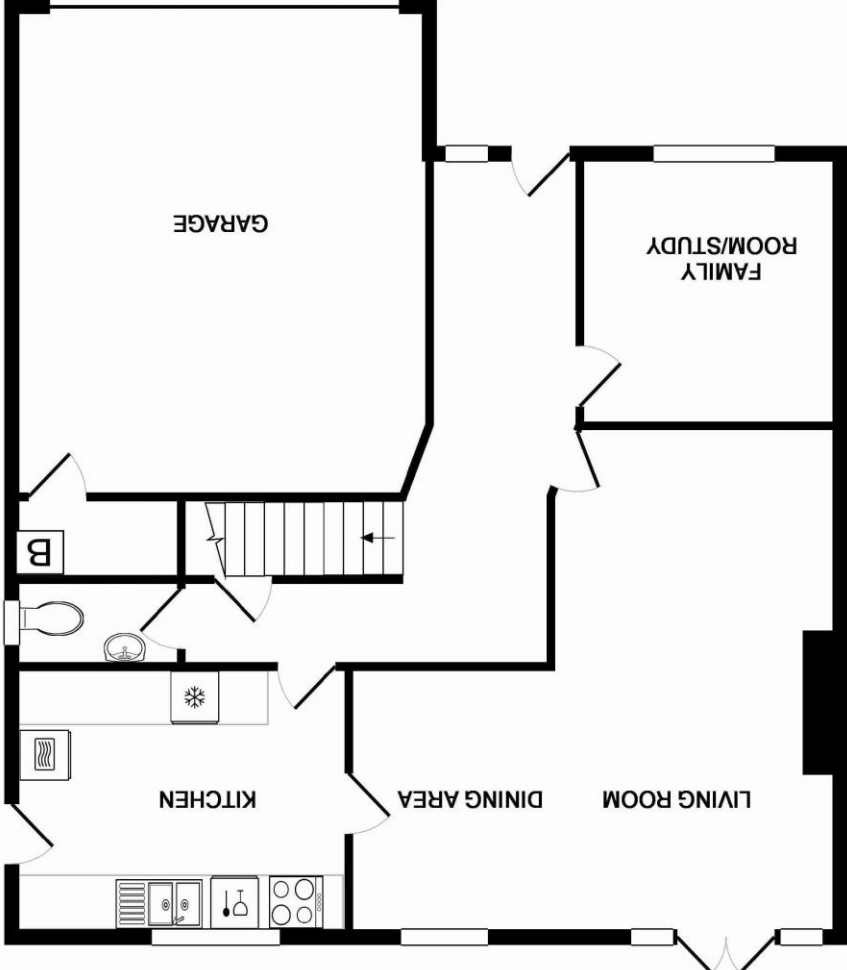 LIVING ROOM
DINING AREA
KITCHEN
B
FAMILY
ROOM/STUDY
GARAGE